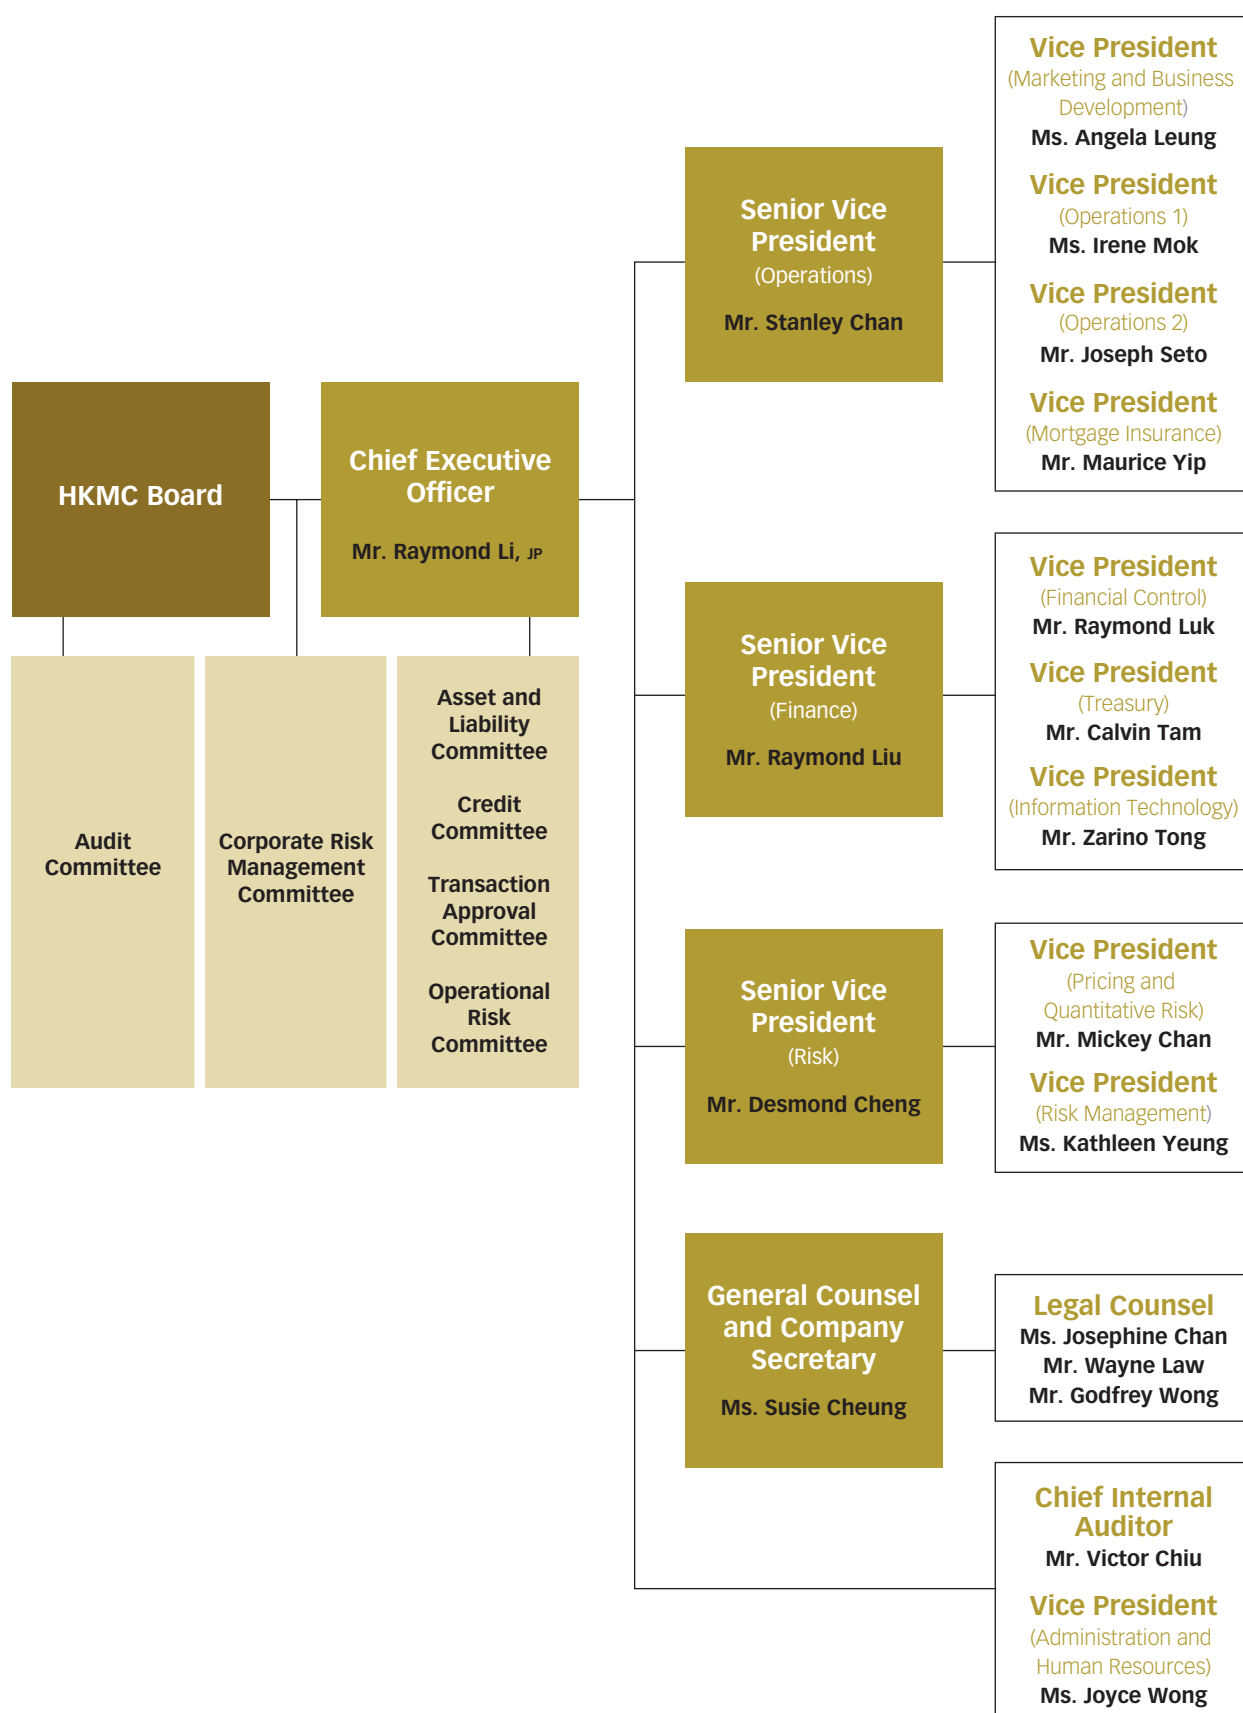 HKMC Board
Audit
Committee
Corporate Risk
Management
Committee
Chief Executive
Officer
Mr. Raymond Li, JP
Asset and
Liability
Committee
Credit
Committee
Transaction
Approval
Committee
Operational
Risk
Committee
Senior Vice
President
(Operations)
Mr. Stanley Chan
Vice President
(Marketing and Business
Development)
Ms. Angela Leung
Vice President
(Operations 1)
Ms. Irene Mok
Vice President
(Operations 2)
Mr. Joseph Seto
Vice President
(Mortgage Insurance)
Mr. Maurice Yip
Senior Vice
President
(Finance)
Mr. Raymond Liu
Vice President
(Financial Control)
Mr. Raymond Luk
Vice President
(Treasury)
Mr. Calvin Tam
Vice President
(Information Technology)
Mr. Zarino Tong
Senior Vice
President
(Risk)
Mr. Desmond Cheng
Vice President
(Pricing and
Quantitative Risk)
Mr. Mickey Chan
Vice President
(Risk Management)
Ms. Kathleen Yeung
General Counsel
and Company
Secretary
Ms. Susie Cheung
Legal Counsel
Ms. Josephine Chan
Mr. Wayne Law
Mr. Godfrey Wong
Chief Internal
Auditor
Mr. Victor Chiu
Vice President
(Administration and
Human Resources)
Ms. Joyce Wong